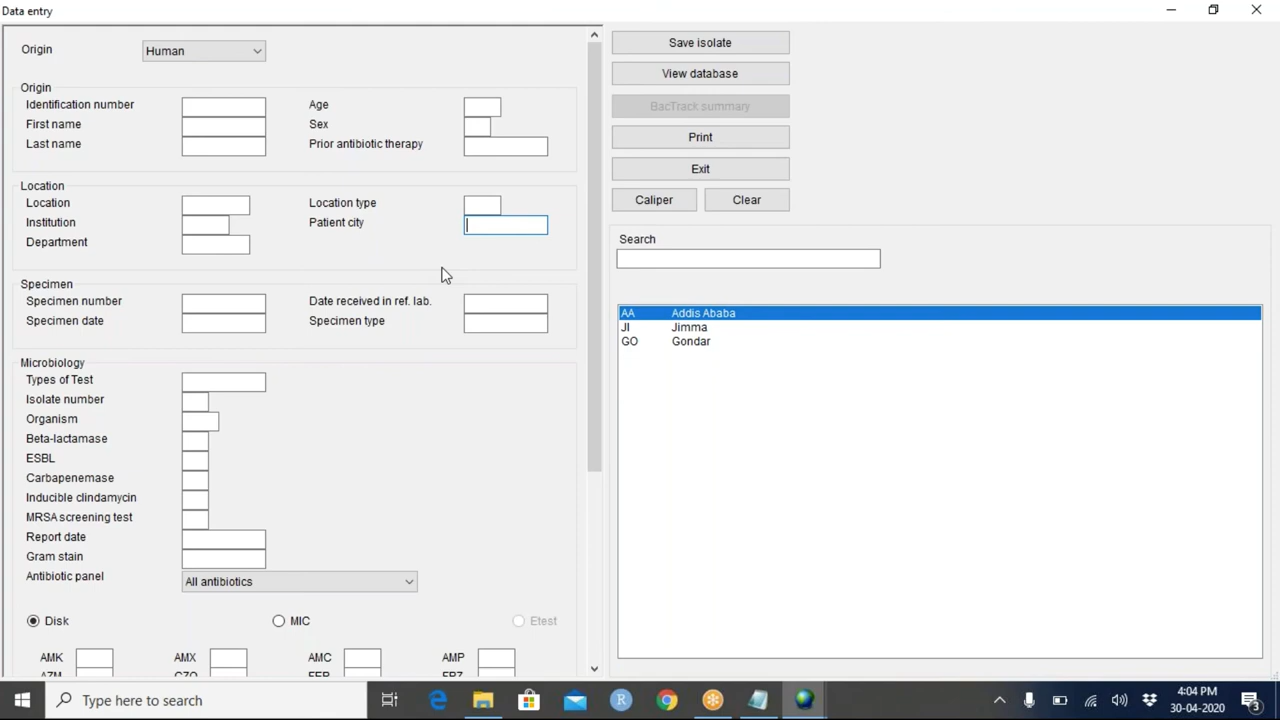 Data entry
Origin Human
Origin
Identification number Age
First name Sex
Last name Prior antibiotic therapy
Location
Location Location type
Institution Patient city
Department
Specimen
Specimen number Date received in ref. lab.
Specimen date Specimen type
Microbiology
Types of Test
Isolate number
Organism
Beta-lactamase
ESBL
Carbapenemase
Inducible clindamycin
MRSA screening test
Report date
Gram stain
Antibiotic panel All antibiotics
Disk MIC Etest
AMK AMX AMC AMP
Save isolate
View database
BacTrack summary
Print
Exit
Caliper Clear
Search
AA Addis Ababa
JI Jimma
GO Gondar
Type here to search
4:04 PM
30-04-2020
3